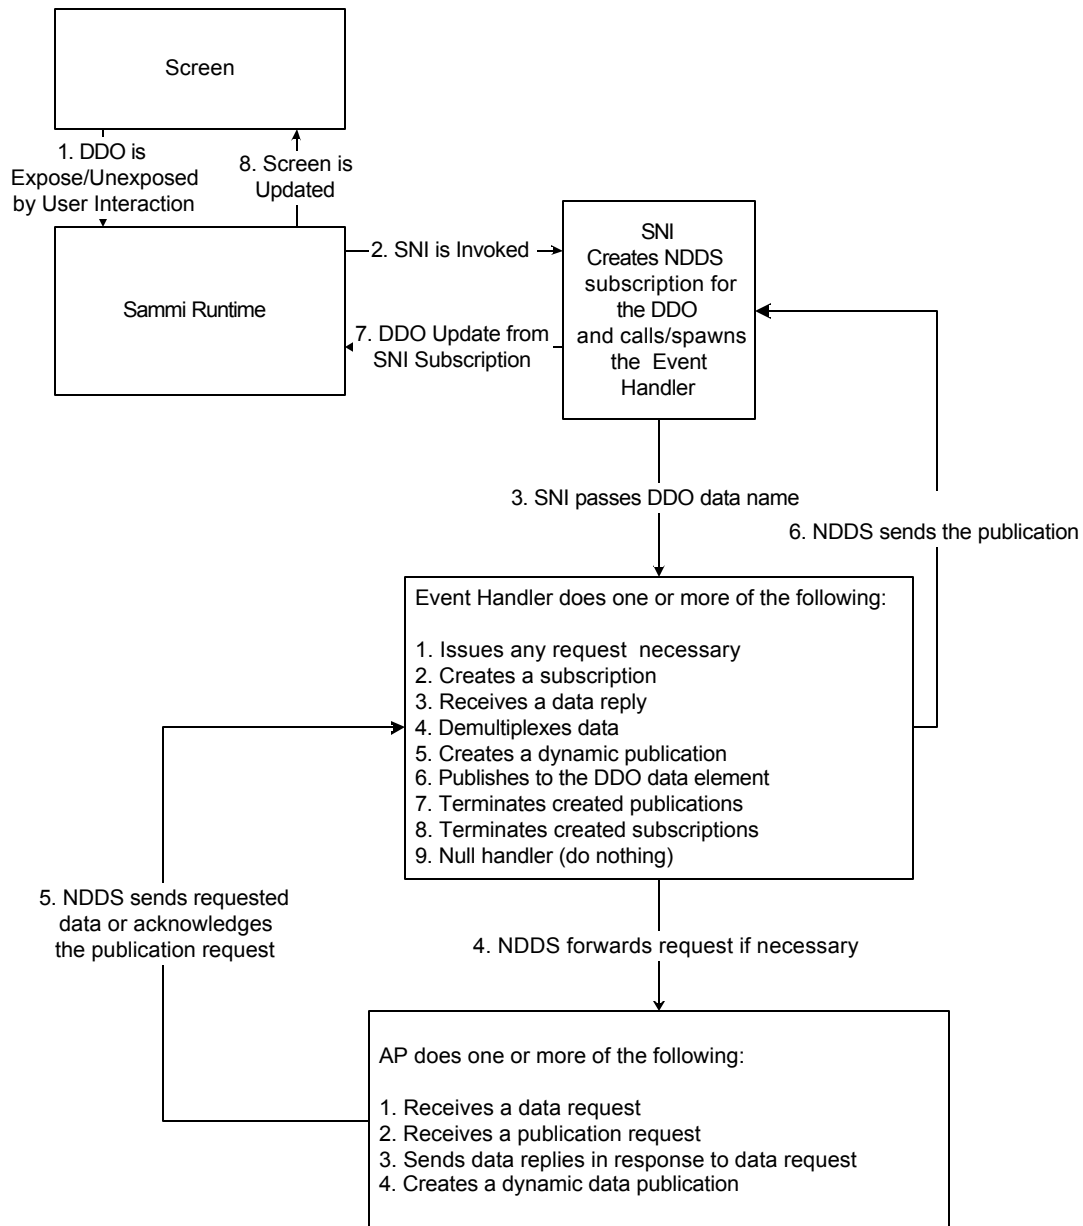 Screen
1. DDO is
Expose/Unexposed
by User Interaction
8. Screen is
Updated
Sammi Runtime
2. SNI is Invoked
7. DDO Update from
SNI Subscription
SNI
Creates NDDS
subscription for
the DDO
and calls/spawns
the Event
Handler
3. SNI passes DDO data name
6. NDDS sends the publication
Event Handler does one or more of the following:
1. Issues any request necessary
2. Creates a subscription
3. Receives a data reply
4. Demultiplexes data
5. Creates a dynamic publication
6. Publishes to the DDO data element
7. Terminates created publications
8. Terminates created subscriptions
9. Null handler (do nothing)
5. NDDS sends requested
data or acknowledges
the publication request
4. NDDS forwards request if necessary
AP does one or more of the following:
1. Receives a data request
2. Receives a publication request
3. Sends data replies in response to data request
4. Creates a dynamic data publication